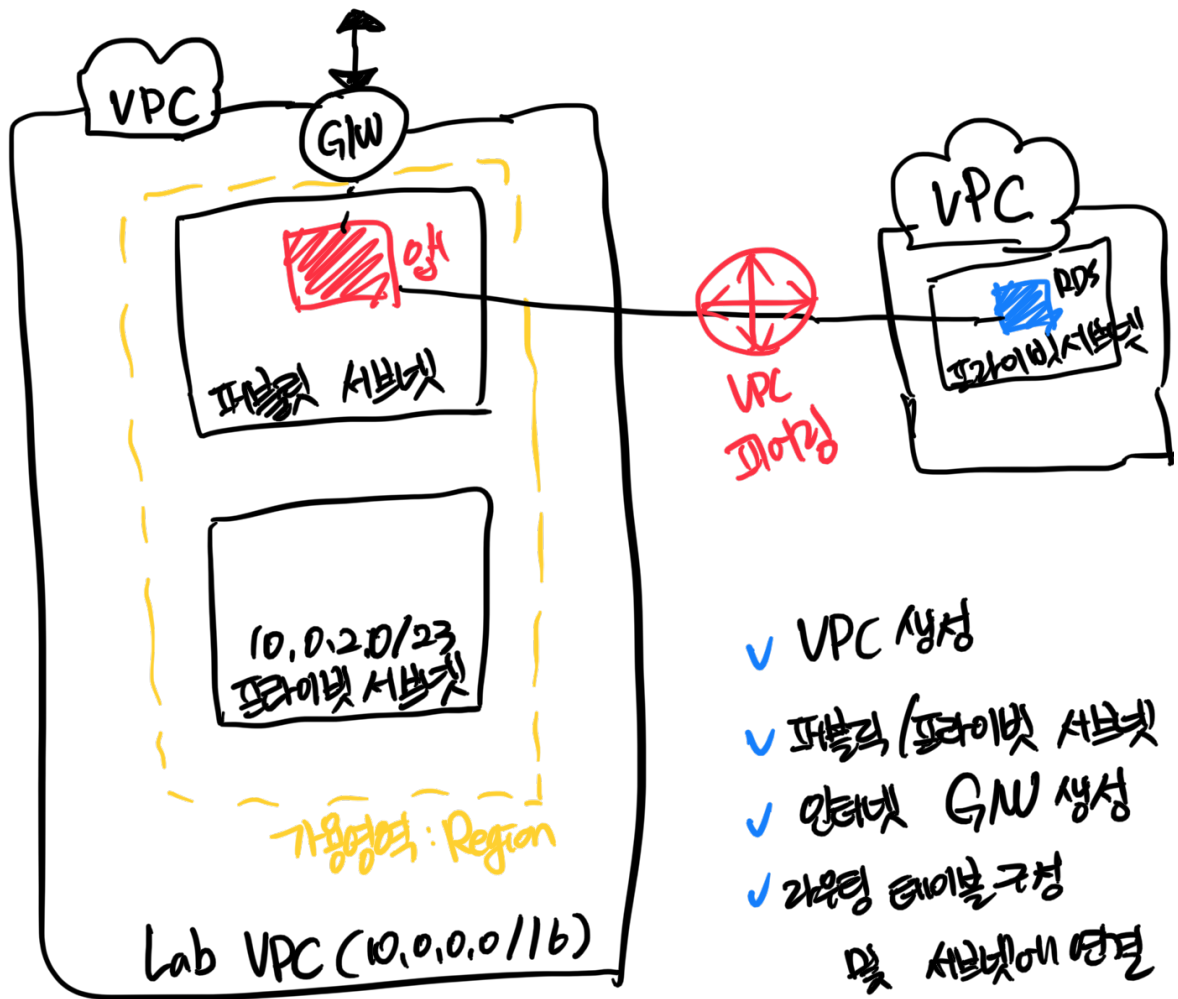 VPC
G/W
앱
퍼블릿 서브넷
10.0.2.0/23
프라이빗 서브넷
가용영역 : Region
Lab VPC (10.0.0.0/16)
VPC
피어링
VPC
RDS
프라이빗서브넷
VPC 생성
퍼블릭/프라이빗 서브넷
인터넷 G/W 생성
라우팅 테이블 구성
및 서브넷에 연결